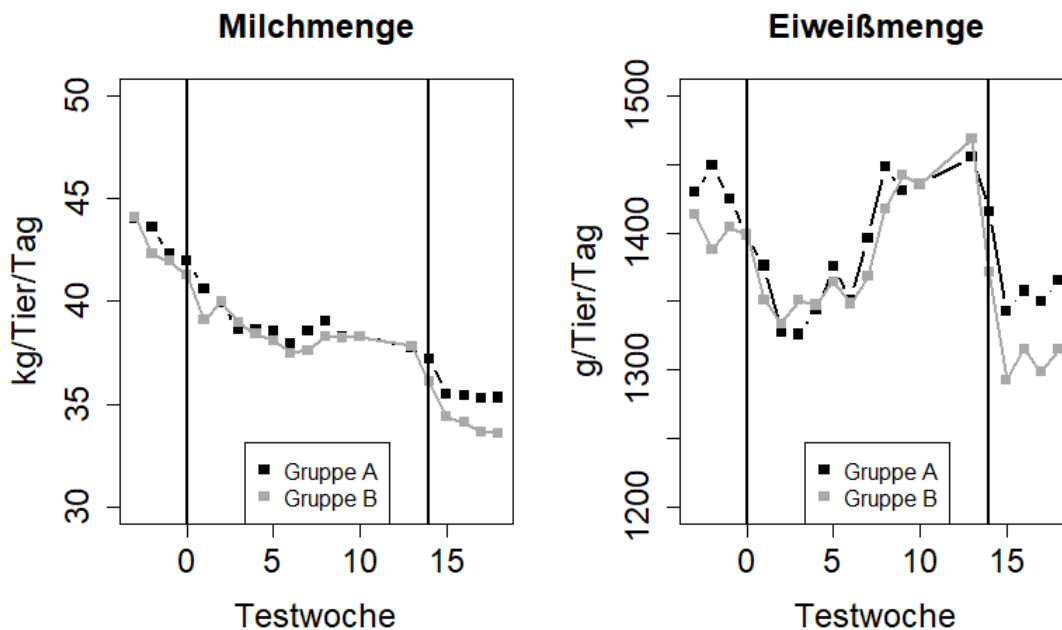 Milchmenge
kg/Tier/Tag
50
45
40
35
30
Gruppe A
Gruppe B
0 5 10 15
Testwoche
Eiweißmenge
g/Tier/Tag
1500
1400
1300
1200
Gruppe A
Gruppe B
0 5 10 15
Testwoche